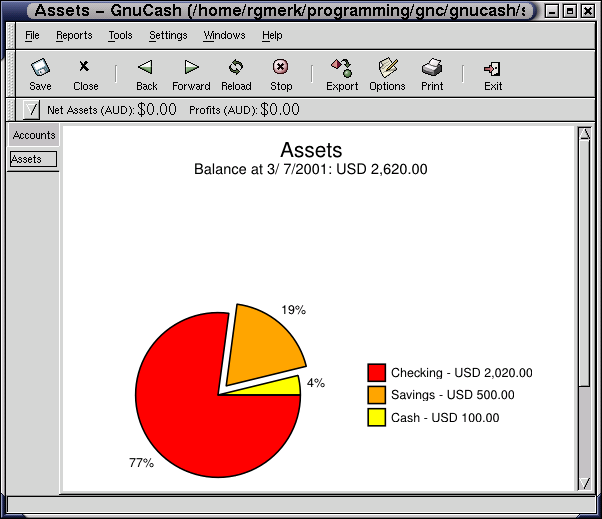 Assets – GnuCash (/home/rgmerk/programming/gnc/gnucash/s
File Reports Tools Settings Windows Help
Save Close Back Forward Reload Stop Export Options Print Exit
Net Assets (AUD): $0.00 Profits (AUD): $0.00
Accounts
Assets
Assets
Balance at 3/ 7/2001: USD 2,620.00
19%
4%
77%
Checking - USD 2,020.00
Savings - USD 500.00
Cash - USD 100.00